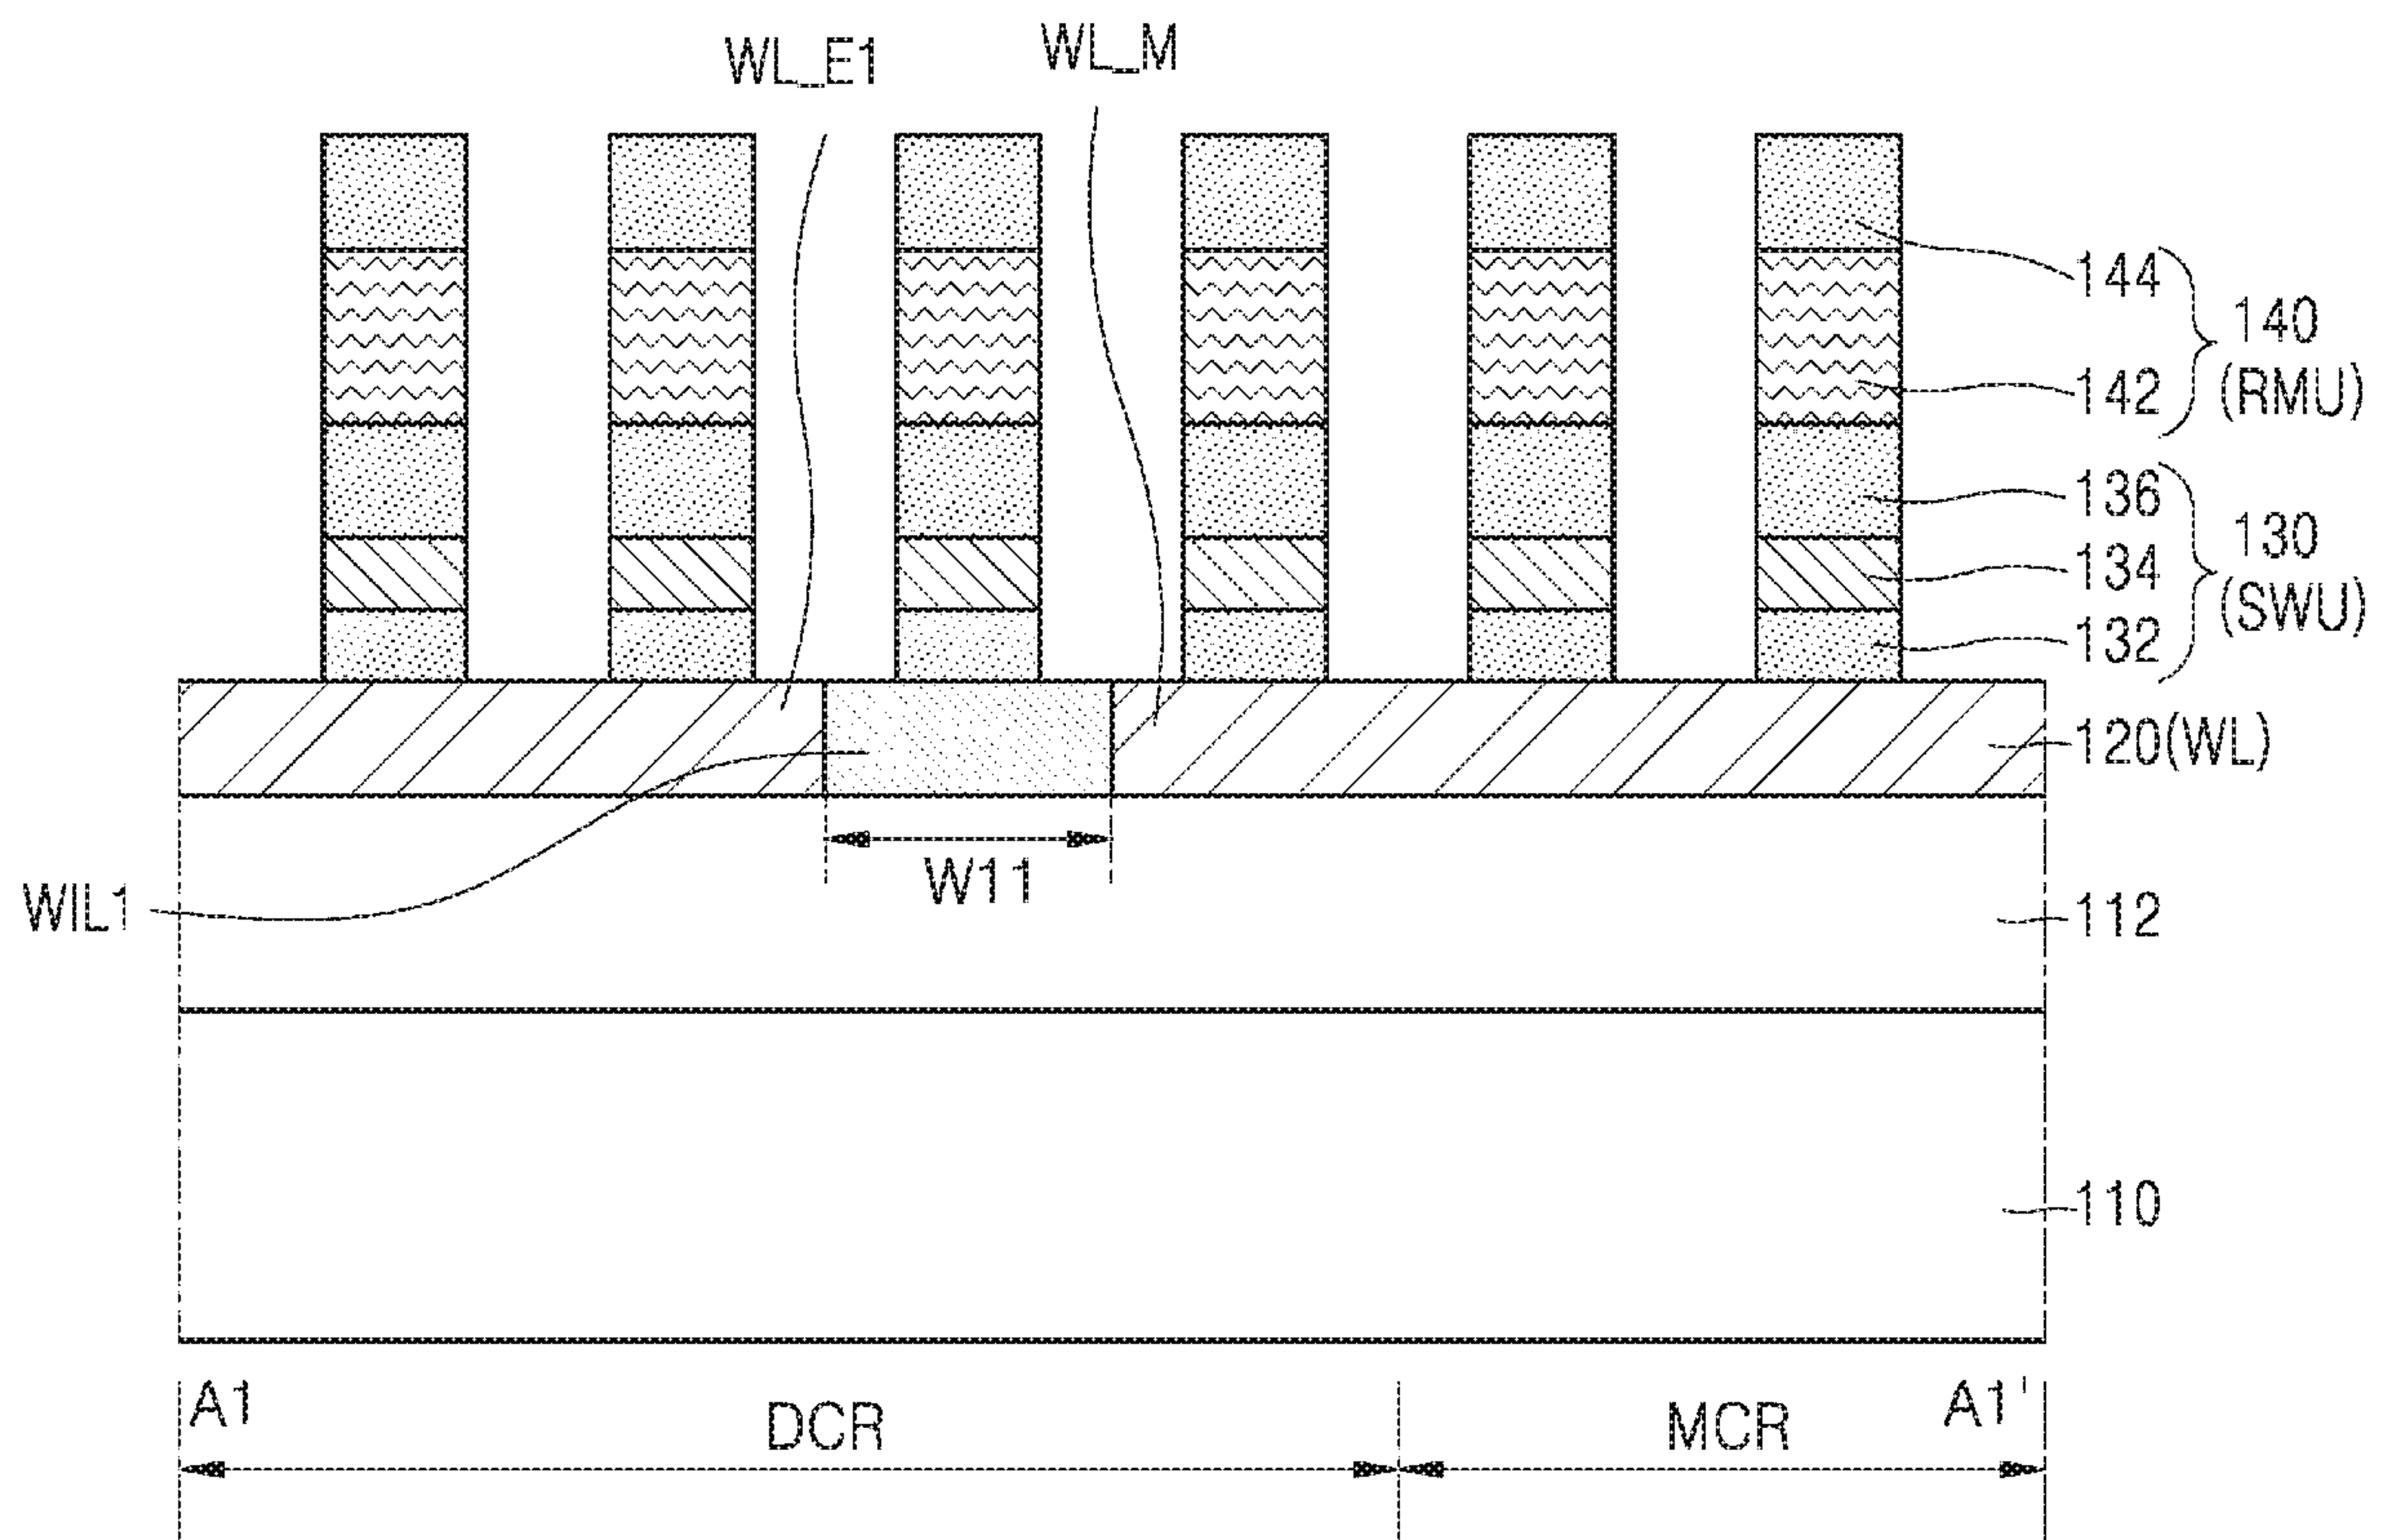 WL_E1
WL_M
144
140
(RMU)
142
136
130
(SWU)
134
132
120(WL)
W11
WIL1
112
110
A1
A1'
DCR
MCR